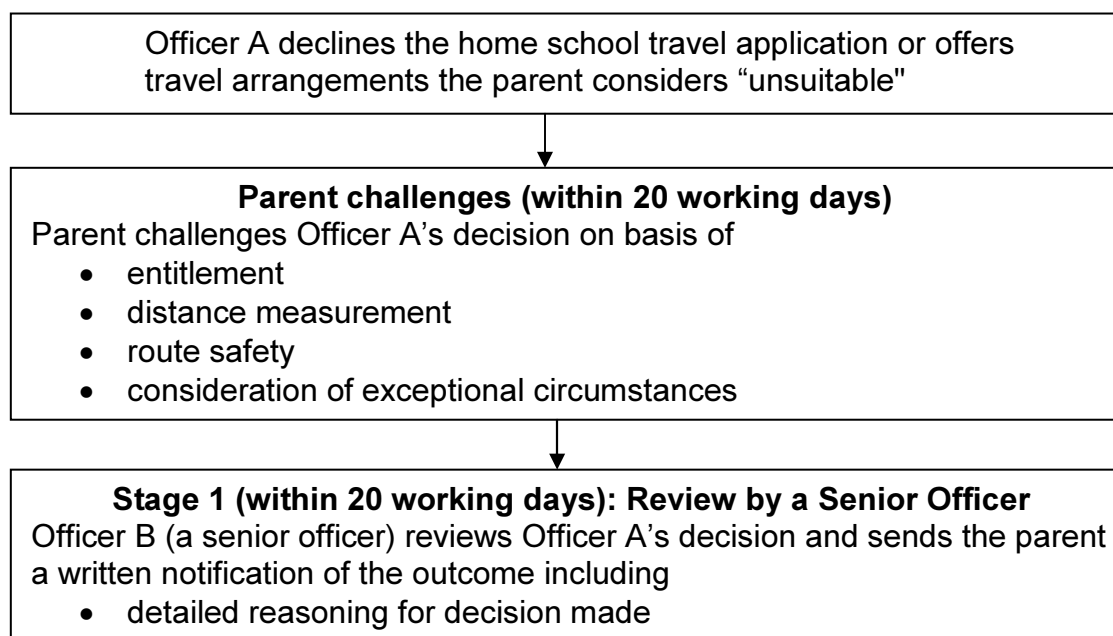 Officer A declines the home school travel application or offers
travel arrangements the parent considers “unsuitable"
Parent challenges (within 20 working days)
Parent challenges Officer A’s decision on basis of
• entitlement
• distance measurement
• route safety
• consideration of exceptional circumstances
Stage 1 (within 20 working days): Review by a Senior Officer
Officer B (a senior officer) reviews Officer A’s decision and sends the parent
a written notification of the outcome including
• detailed reasoning for decision made